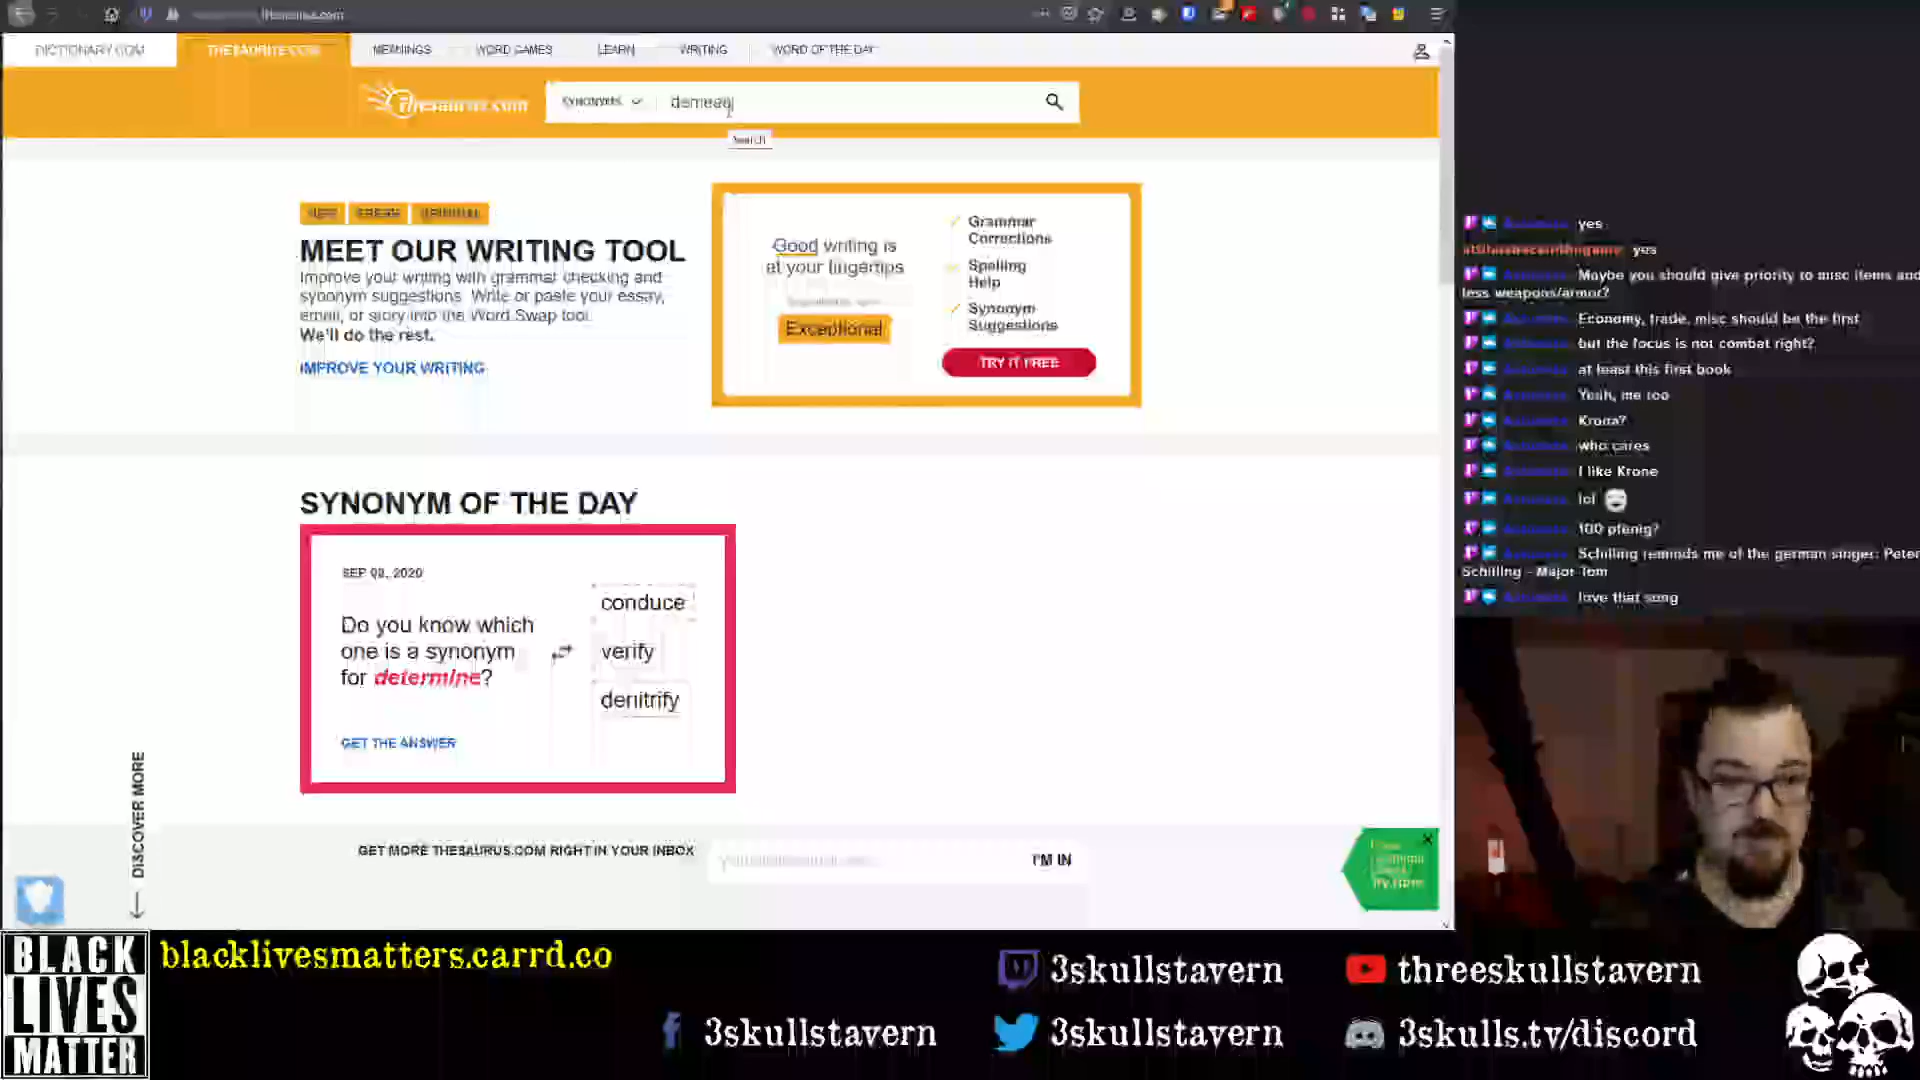 DICTIONARY.COM
THESAURUS.COM
MEANINGS
WORD GAMES
LEARN
WRITING
WORD OF THE DAY
thesaurus.com
SYNONYMS
Search
MEET OUR WRITING TOOL
Improve your writing with grammar checking and
synonym suggestions. Write or paste your essay,
email, or story into the Word Swap tool.
We'll do the rest.
IMPROVE YOUR WRITING
Good writing is
at your fingertips
Exceptional
Grammar
Corrections
Spelling
Help
Synonym
Suggestions
TRY IT FREE
SYNONYM OF THE DAY
SEP 09, 2020
Do you know which
one is a synonym
for determine?
conduce
verify
denitrify
GET THE ANSWER
DISCOVER MORE
GET MORE THESAURUS.COM RIGHT IN YOUR INBOX
I'M IN
yes
yes
Maybe you should give priority to misc items and
less weapons/armor?
Economy, trade, misc should be the first
but the focus is not combat right?
at least this first book
Yeah, me too
Krona?
who cares
I like Krone
lol
100 pfenig?
Schilling reminds me of the german singer: Peter
Schilling - Major Tom
love that song
BLACK
LIVES
MATTER
blacklivesmatters.carrd.co
3skullstavern
threeskullstavern
3skullstavern
3skullstavern
3skulls.tv/discord